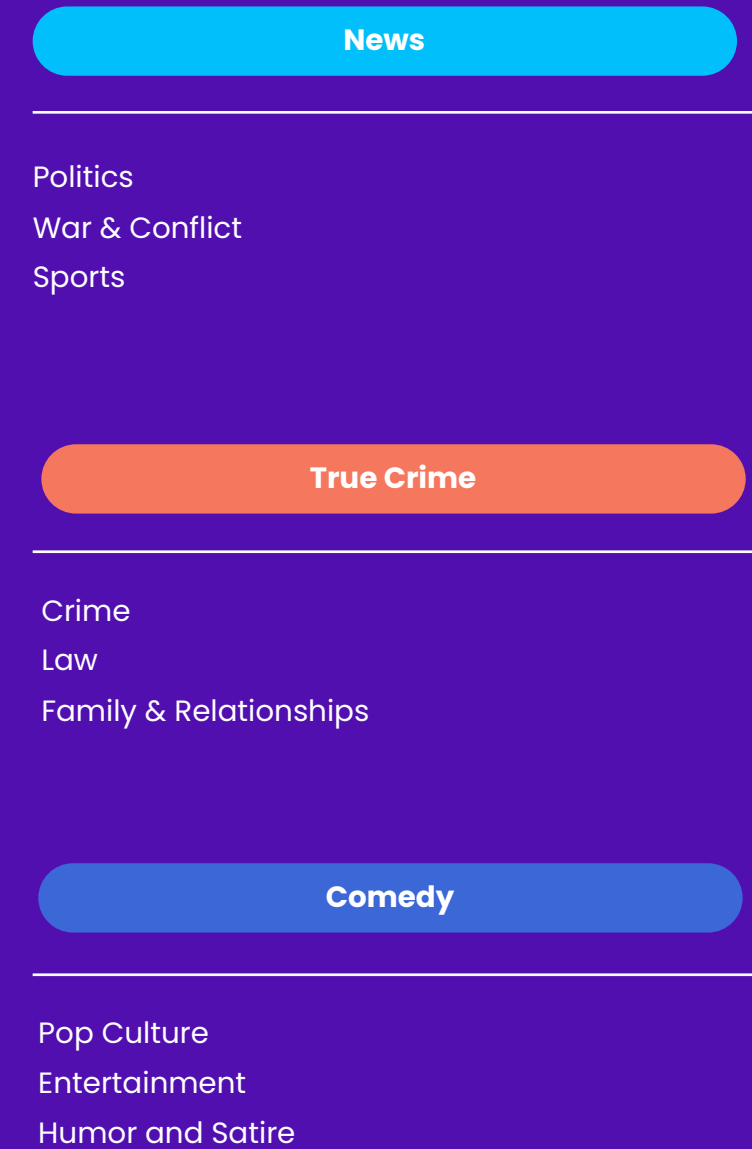 News
Politics
War & Conflict
Sports
True Crime
Crime
Law
Family & Relationships
Comedy
Pop Culture
Entertainment
Humor and Satire